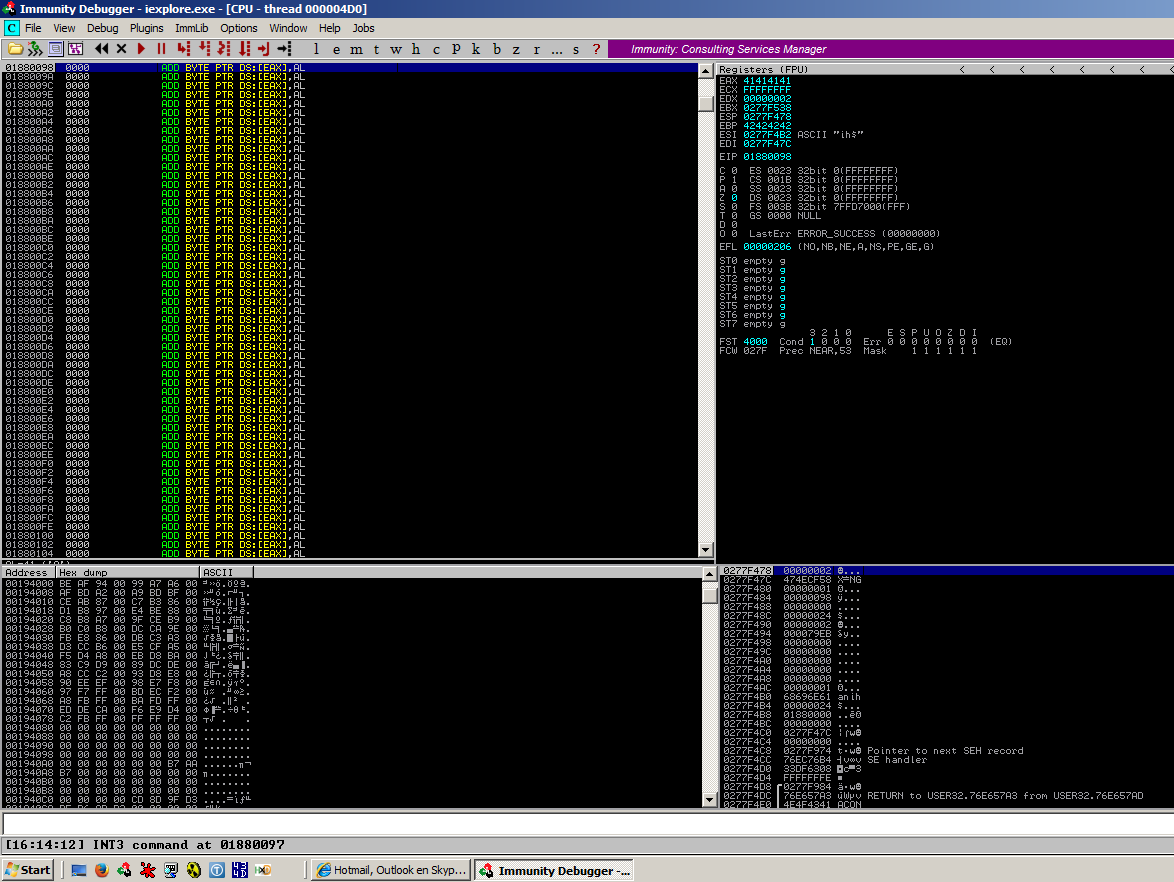 Immunity Debugger - iexplore.exe - [CPU - thread 000004D0]
C File View Debug Plugins ImmLib Options Window Help Jobs
l e m t w h c p k b z r ... s ? Immunity: Consulting Services Manager
01880098 0000 ADD BYTE PTR DS:[EAX],AL
0188009A 0000 ADD BYTE PTR DS:[EAX],AL
0188009C 0000 ADD BYTE PTR DS:[EAX],AL
0188009E 0000 ADD BYTE PTR DS:[EAX],AL
018800A0 0000 ADD BYTE PTR DS:[EAX],AL
018800A2 0000 ADD BYTE PTR DS:[EAX],AL
018800A4 0000 ADD BYTE PTR DS:[EAX],AL
018800A6 0000 ADD BYTE PTR DS:[EAX],AL
018800A8 0000 ADD BYTE PTR DS:[EAX],AL
018800AA 0000 ADD BYTE PTR DS:[EAX],AL
018800AC 0000 ADD BYTE PTR DS:[EAX],AL
018800AE 0000 ADD BYTE PTR DS:[EAX],AL
018800B0 0000 ADD BYTE PTR DS:[EAX],AL
018800B2 0000 ADD BYTE PTR DS:[EAX],AL
018800B4 0000 ADD BYTE PTR DS:[EAX],AL
018800B6 0000 ADD BYTE PTR DS:[EAX],AL
018800B8 0000 ADD BYTE PTR DS:[EAX],AL
018800BA 0000 ADD BYTE PTR DS:[EAX],AL
018800BC 0000 ADD BYTE PTR DS:[EAX],AL
018800BE 0000 ADD BYTE PTR DS:[EAX],AL
018800C0 0000 ADD BYTE PTR DS:[EAX],AL
018800C2 0000 ADD BYTE PTR DS:[EAX],AL
018800C4 0000 ADD BYTE PTR DS:[EAX],AL
018800C6 0000 ADD BYTE PTR DS:[EAX],AL
018800C8 0000 ADD BYTE PTR DS:[EAX],AL
018800CA 0000 ADD BYTE PTR DS:[EAX],AL
018800CC 0000 ADD BYTE PTR DS:[EAX],AL
018800CE 0000 ADD BYTE PTR DS:[EAX],AL
018800D0 0000 ADD BYTE PTR DS:[EAX],AL
018800D2 0000 ADD BYTE PTR DS:[EAX],AL
018800D4 0000 ADD BYTE PTR DS:[EAX],AL
018800D6 0000 ADD BYTE PTR DS:[EAX],AL
018800D8 0000 ADD BYTE PTR DS:[EAX],AL
018800DA 0000 ADD BYTE PTR DS:[EAX],AL
018800DC 0000 ADD BYTE PTR DS:[EAX],AL
018800DE 0000 ADD BYTE PTR DS:[EAX],AL
018800E0 0000 ADD BYTE PTR DS:[EAX],AL
018800E2 0000 ADD BYTE PTR DS:[EAX],AL
018800E4 0000 ADD BYTE PTR DS:[EAX],AL
018800E6 0000 ADD BYTE PTR DS:[EAX],AL
018800E8 0000 ADD BYTE PTR DS:[EAX],AL
018800EA 0000 ADD BYTE PTR DS:[EAX],AL
018800EC 0000 ADD BYTE PTR DS:[EAX],AL
018800EE 0000 ADD BYTE PTR DS:[EAX],AL
018800F0 0000 ADD BYTE PTR DS:[EAX],AL
018800F2 0000 ADD BYTE PTR DS:[EAX],AL
018800F4 0000 ADD BYTE PTR DS:[EAX],AL
018800F6 0000 ADD BYTE PTR DS:[EAX],AL
018800F8 0000 ADD BYTE PTR DS:[EAX],AL
018800FA 0000 ADD BYTE PTR DS:[EAX],AL
018800FC 0000 ADD BYTE PTR DS:[EAX],AL
018800FE 0000 ADD BYTE PTR DS:[EAX],AL
01880100 0000 ADD BYTE PTR DS:[EAX],AL
01880102 0000 ADD BYTE PTR DS:[EAX],AL
01880104 0000 ADD BYTE PTR DS:[EAX],AL
Registers (FPU) < < < < < < < <
EAX 41414141
ECX FFFFFFFF
EDX 00000002
EBX 0277F538
ESP 0277F478
EBP 42424242
ESI 0277F4B2 ASCII "ih$"
EDI 0277F47C
EIP 01880098
C 0 ES 0023 32bit 0(FFFFFFFF)
P 1 CS 001B 32bit 0(FFFFFFFF)
A 0 SS 0023 32bit 0(FFFFFFFF)
Z 0 DS 0023 32bit 0(FFFFFFFF)
S 0 FS 003B 32bit 7FFD7000(FFF)
T 0 GS 0000 NULL
D 0
O 0 LastErr ERROR_SUCCESS (00000000)
EFL 00000206 (NO,NB,NE,A,NS,PE,GE,G)
ST0 empty g
ST1 empty g
ST2 empty g
ST3 empty g
ST4 empty g
ST5 empty g
ST6 empty g
ST7 empty g
3 2 1 0 E S P U O Z D I
FST 4000 Cond 1 0 0 0 Err 0 0 0 0 0 0 0 0 (EQ)
FCW 027F Prec NEAR,53 Mask 1 1 1 1 1 1
Address Hex dump ASCII
00194000 BE AF 94 00 99 A7 A6 00
00194008 AF BD A2 00 A9 BD BF 00
00194010 CE AB 87 00 C7 B3 86 00
00194018 D1 B8 97 00 E4 BE 88 00
00194020 C8 B8 A7 00 9F CE B9 00
00194028 B0 C0 B8 00 DC CA 9E 00
00194030 FB E8 86 00 DB C3 A3 00
00194038 D3 CC B6 00 E5 CF A5 00
00194040 F5 D4 A8 00 EB D8 BA 00
00194048 83 C9 D9 00 89 DC DE 00
00194050 A8 CC C2 00 93 D8 E8 00
00194058 90 EE EF 00 98 E7 F8 00
00194060 97 F7 FF 00 BD EC F2 00
00194068 A8 FB FF 00 BA FD FF 00
00194070 ED DE CA 00 F6 E9 D4 00
00194078 C2 FB FF 00 FF FF FF 00
00194080 00 00 00 00 00 00 00 00 ........
00194088 00 00 00 00 00 00 00 00 ........
00194090 00 00 00 00 00 00 00 00 ........
00194098 00 00 00 00 00 00 00 00 ........
001940A0 00 00 00 00 00 00 B7 AA
001940A8 B7 00 00 00 00 00 00 00
001940B0 00 00 00 00 00 00 00 00 ........
001940B8 00 00 00 00 00 00 00 00 ........
001940C0 00 00 00 00 CD 8D 9F D3
0277F478 00000002
0277F47C 474ECF58
0277F480 00000001
0277F484 00000098
0277F488 00000000 ....
0277F48C 00000024 $...
0277F490 00000002
0277F494 000079EB
0277F498 00000000 ....
0277F49C 00000000 ....
0277F4A0 00000000 ....
0277F4A4 00000000 ....
0277F4A8 00000000 ....
0277F4AC 00000001
0277F4B0 68696E61 anih
0277F4B4 00000024 $...
0277F4B8 01880000
0277F4BC 00000000 ....
0277F4C0 0277F47C
0277F4C4 00000000 ....
0277F4C8 0277F974 Pointer to next SEH record
0277F4CC 76EC76B4 SE handler
0277F4D0 33DF6308
0277F4D4 FFFFFFFE
0277F4D8 0277F984
0277F4DC 76E657A3 RETURN to USER32.76E657A3 from USER32.76E657AD
0277F4E0 4E4F4341 ACON
[16:14:12] INT3 command at 01880097
Start Hotmail, Outlook en Skyp... Immunity Debugger -...